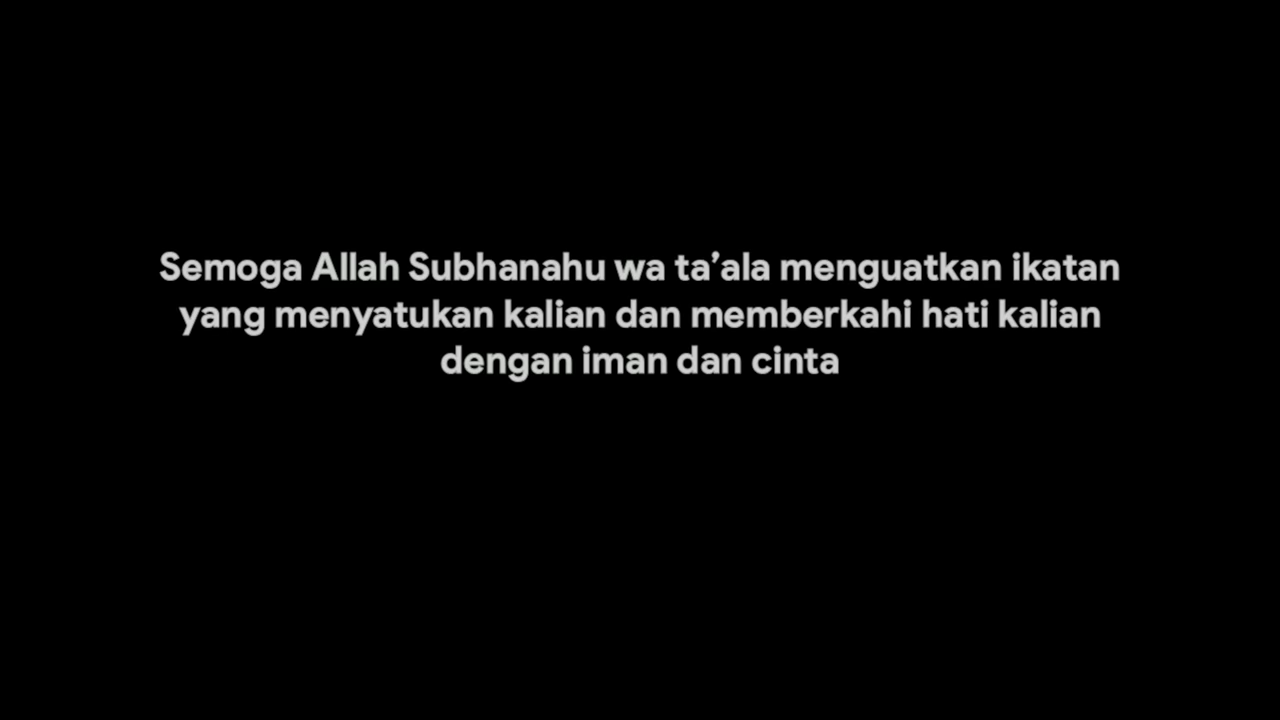 Semoga Allah Subhanahu wa ta’ala menguatkan ikatan
yang menyatukan kalian dan memberkahi hati kalian
dengan iman dan cinta